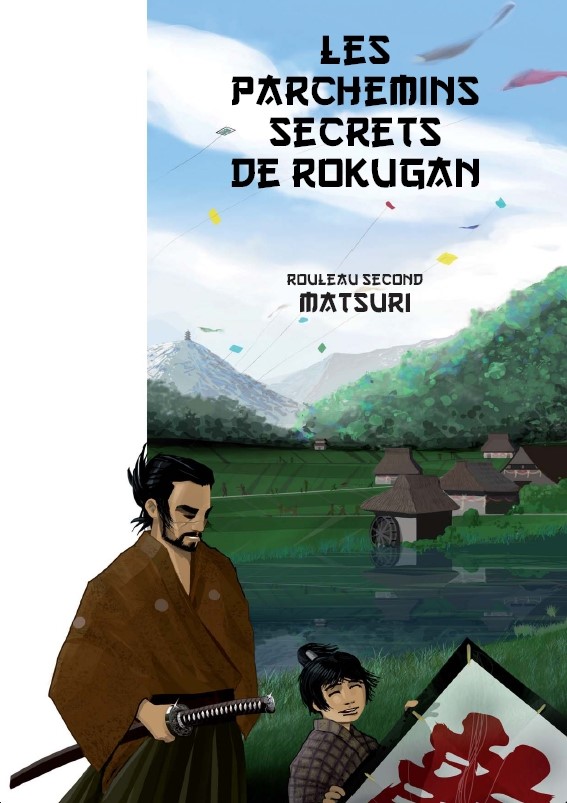 LES
PARCHEMINS
SECRETS
DE ROKUGAN
ROULEAU SECOND
MATSURI